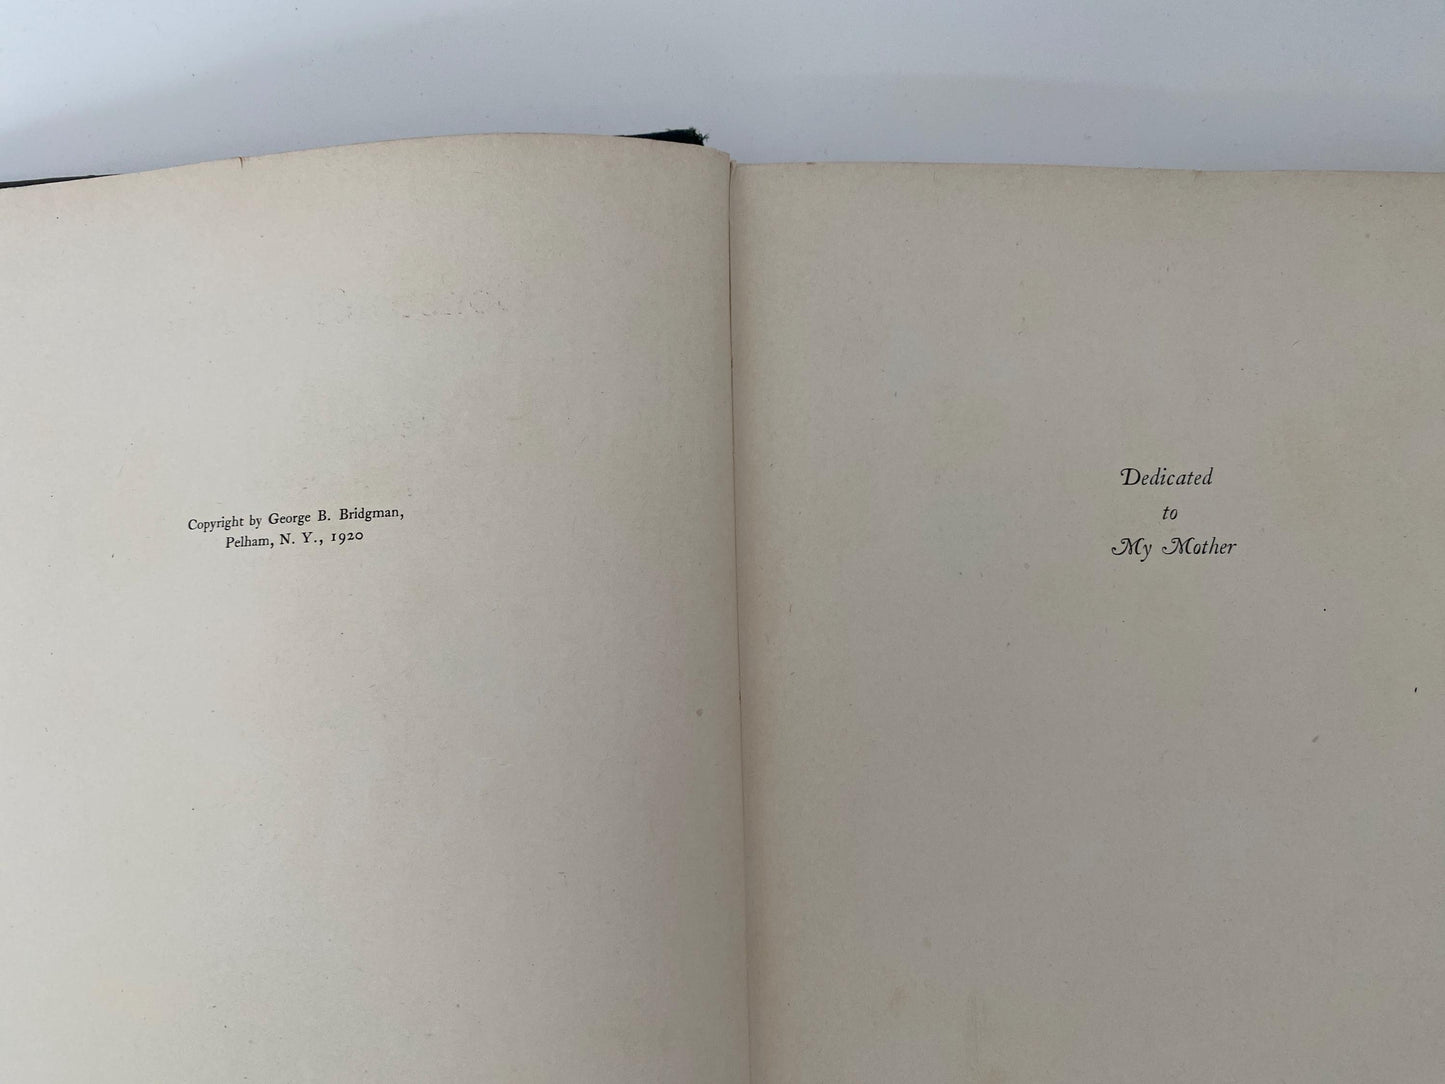 Copyright by George B. Bridgman,
Pelham, N. Y., 1920
Dedicated
to
My Mother